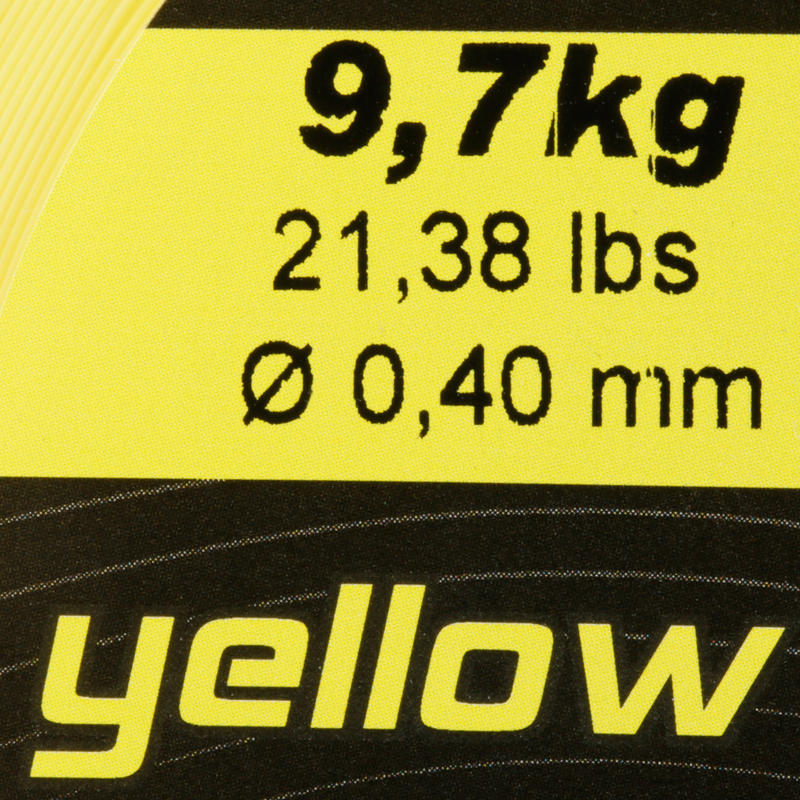 9,7kg
21,38 lbs
Ø 0,40 mm
yellow